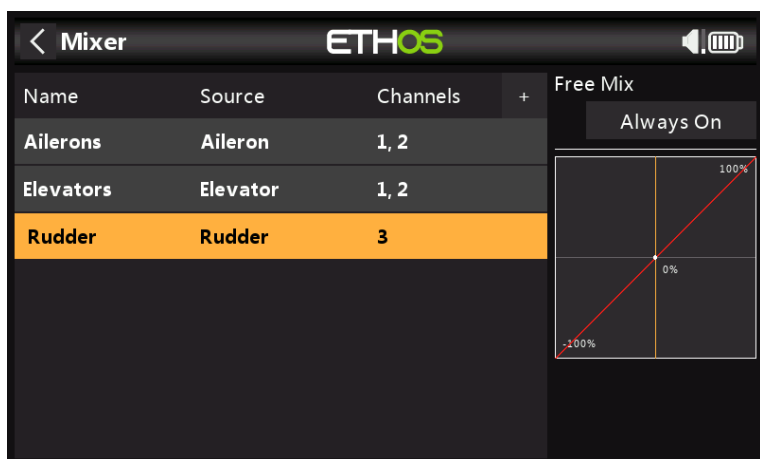 Mixer ETHOS
Name Source Channels +
Ailerons Aileron 1, 2
Elevators Elevator 1, 2
Rudder Rudder 3
Free Mix
Always On
100%
0%
-100%